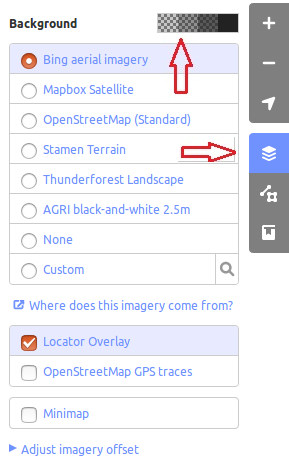 Background
Bing aerial imagery
Mapbox Satellite
OpenStreetMap (Standard)
Stamen Terrain
Thunderforest Landscape
AGRI black-and-white 2.5m
None
Custom
Where does this imagery come from?
Locator Overlay
OpenStreetMap GPS traces
Minimap
Adjust imagery offset